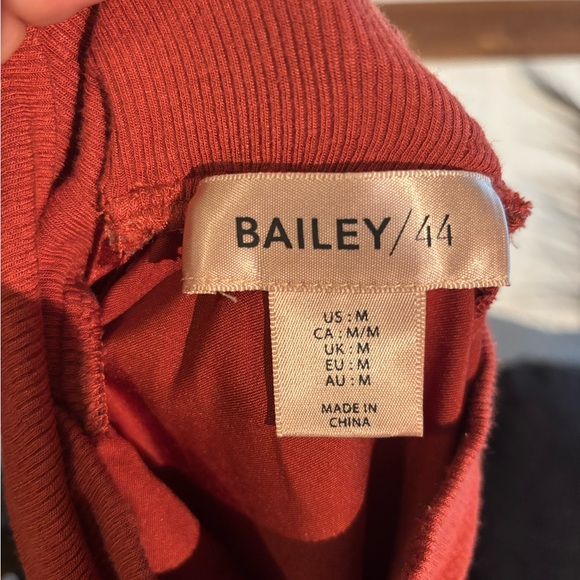 BAILEY/44
US : M
CA : M/M
UK : M
EU : M
AU : M
MADE IN
CHINA